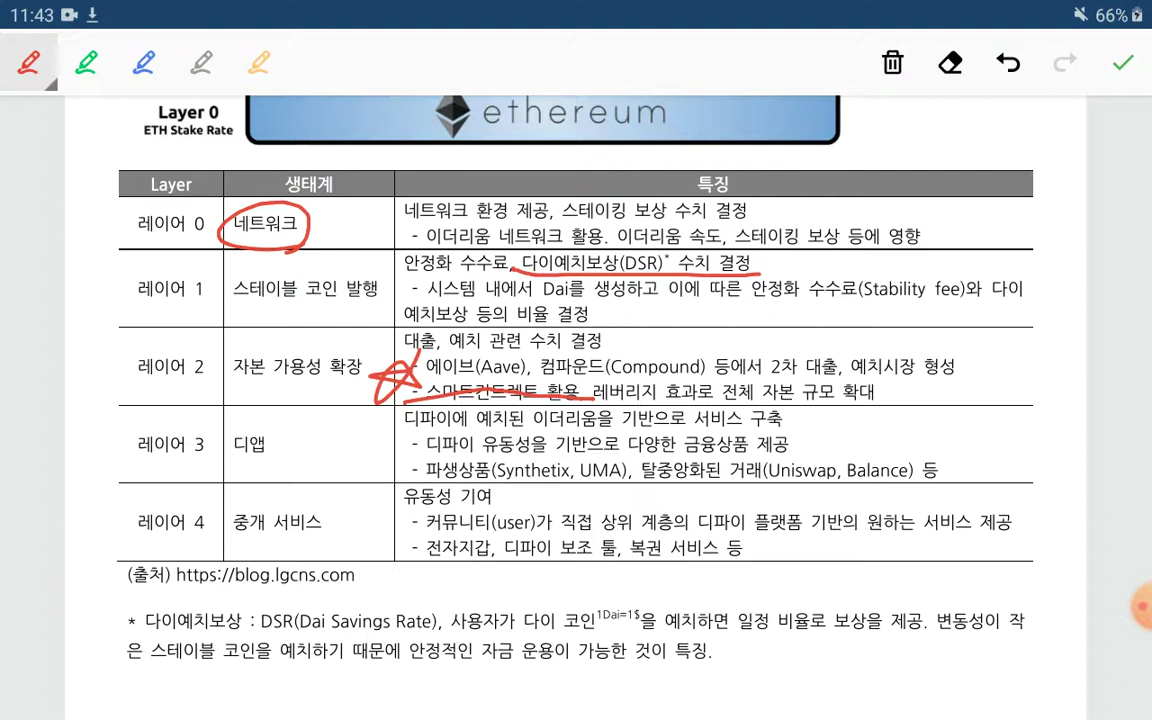 11:43
66%
Layer 0
ETH Stake Rate
ethereum
Layer 생태계 특징
레이어 0 네트워크 네트워크 환경 제공, 스테이킹 보상 수치 결정
- 이더리움 네트워크 활용. 이더리움 속도, 스테이킹 보상 등에 영향
레이어 1 스테이블 코인 발행 안정화 수수료, 다이예치보상(DSR)* 수치 결정
- 시스템 내에서 Dai를 생성하고 이에 따른 안정화 수수료(Stability fee)와 다이
예치보상 등의 비율 결정
레이어 2 자본 가용성 확장 대출, 예치 관련 수치 결정
- 에이브(Aave), 컴파운드(Compound) 등에서 2차 대출, 예치시장 형성
- 스마트컨트랙트 활용, 레버리지 효과로 전체 자본 규모 확대
레이어 3 디앱 디파이에 예치된 이더리움을 기반으로 서비스 구축
- 디파이 유동성을 기반으로 다양한 금융상품 제공
- 파생상품(Synthetix, UMA), 탈중앙화된 거래(Uniswap, Balance) 등
레이어 4 중개 서비스 유동성 기여
- 커뮤니티(user)가 직접 상위 계층의 디파이 플랫폼 기반의 원하는 서비스 제공
- 전자지갑, 디파이 보조 툴, 복권 서비스 등
(출처) https://blog.lgcns.com
* 다이예치보상 : DSR(Dai Savings Rate), 사용자가 다이 코인1Dai=1$을 예치하면 일정 비율로 보상을 제공. 변동성이 작
은 스테이블 코인을 예치하기 때문에 안정적인 자금 운용이 가능한 것이 특징.